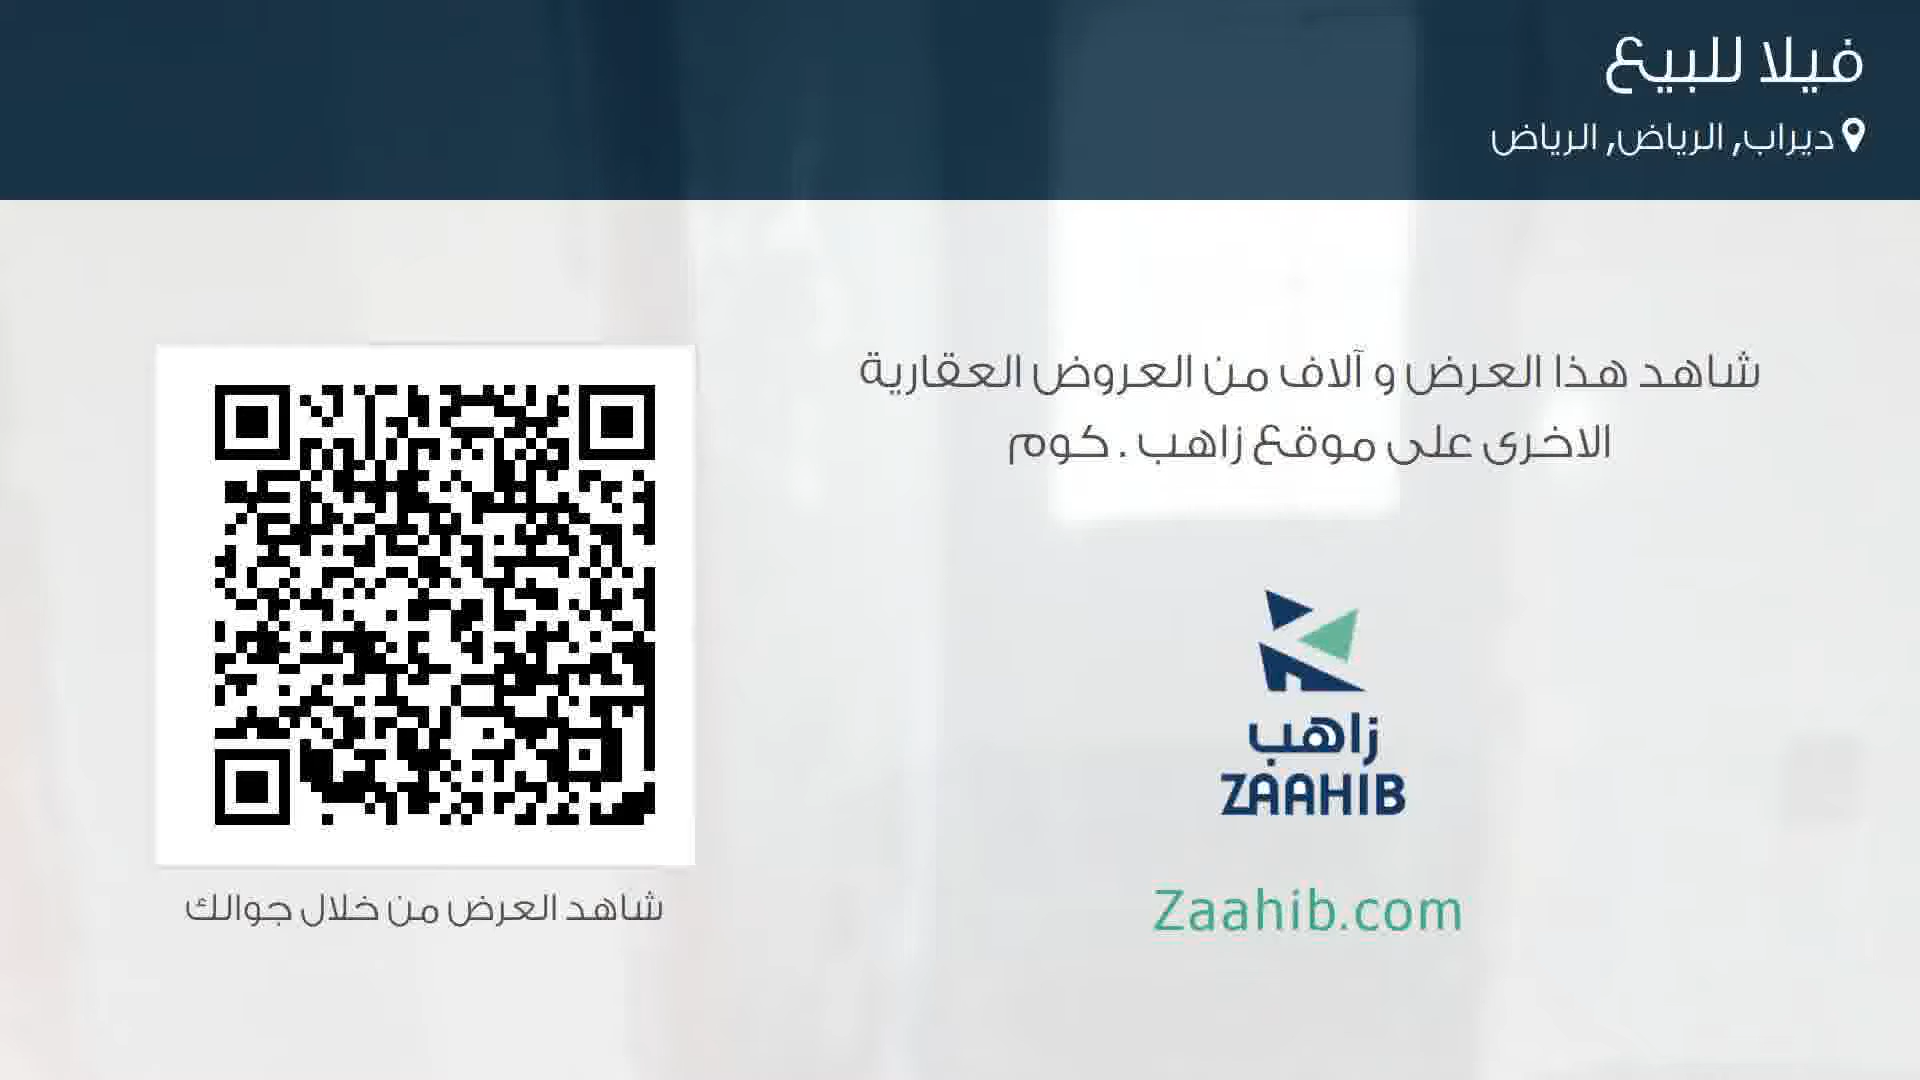 فيلا للبيع
ديراب, الرياض, الرياض
شاهد هذا العرض و آلاف من العروض العقارية
الاخرى على موقع زاهب . كوم
زاهب
ZAAHIB
Zaahib.com
شاهد العرض من خلال جوالك